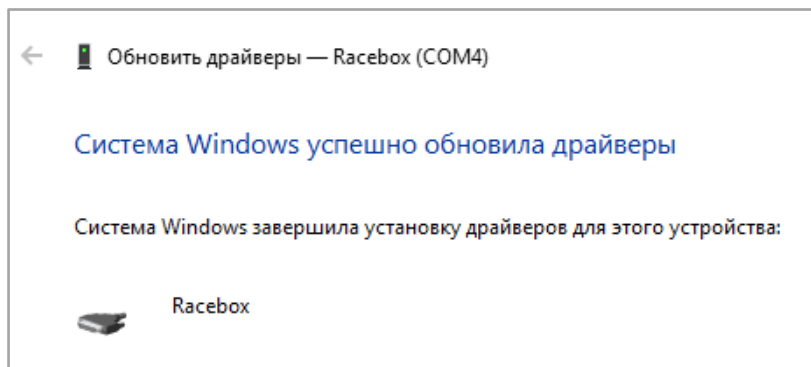 Обновить драйверы — Racebox (COM4)
Система Windows успешно обновила драйверы
Система Windows завершила установку драйверов для этого устройства:
Racebox